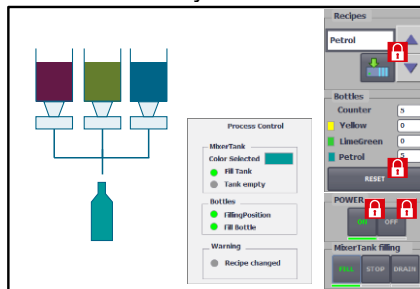 Recipes
Petrol
Bottles
Counter 5
Yellow 0
LimeGreen 0
Petrol 5
RESET
POWER
ON OFF
MixerTank filling
FILL STOP DRAIN
Process Control
MixerTank
Color Selected
Fill Tank
Tank empty
Bottles
FillingPosition
Fill Bottle
Warning
Recipe changed